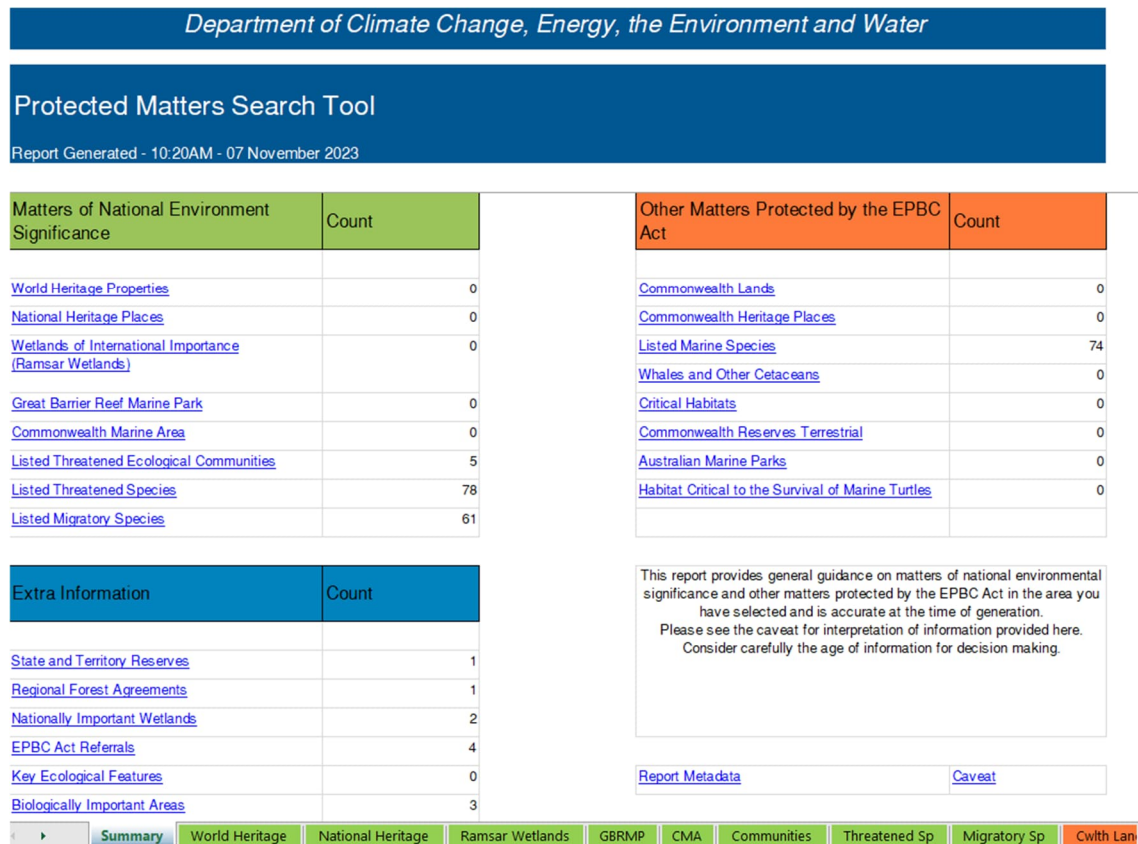 Department of Climate Change, Energy, the Environment and Water
Protected Matters Search Tool
Report Generated - 10:20AM - 07 November 2023
Matters of National Environment
Significance
Count
World Heritage Properties 0
National Heritage Places 0
Wetlands of International Importance 0
(Ramsar Wetlands)
Great Barrier Reef Marine Park 0
Commonwealth Marine Area 0
Listed Threatened Ecological Communities 5
Listed Threatened Species 78
Listed Migratory Species 61
Other Matters Protected by the EPBC
Act
Count
Commonwealth Lands 0
Commonwealth Heritage Places 0
Listed Marine Species 74
Whales and Other Cetaceans 0
Critical Habitats 0
Commonwealth Reserves Terrestrial 0
Australian Marine Parks 0
Habitat Critical to the Survival of Marine Turtles 0
Extra Information Count
State and Territory Reserves 1
Regional Forest Agreements 1
Nationally Important Wetlands 2
EPBC Act Referrals 4
Key Ecological Features 0
Biologically Important Areas 3
This report provides general guidance on matters of national environmental
significance and other matters protected by the EPBC Act in the area you
have selected and is accurate at the time of generation.
Please see the caveat for interpretation of information provided here.
Consider carefully the age of information for decision making.
Report Metadata Caveat
Summary World Heritage National Heritage Ramsar Wetlands GBRMP CMA Communities Threatened Sp Migratory Sp Cwlth Lan